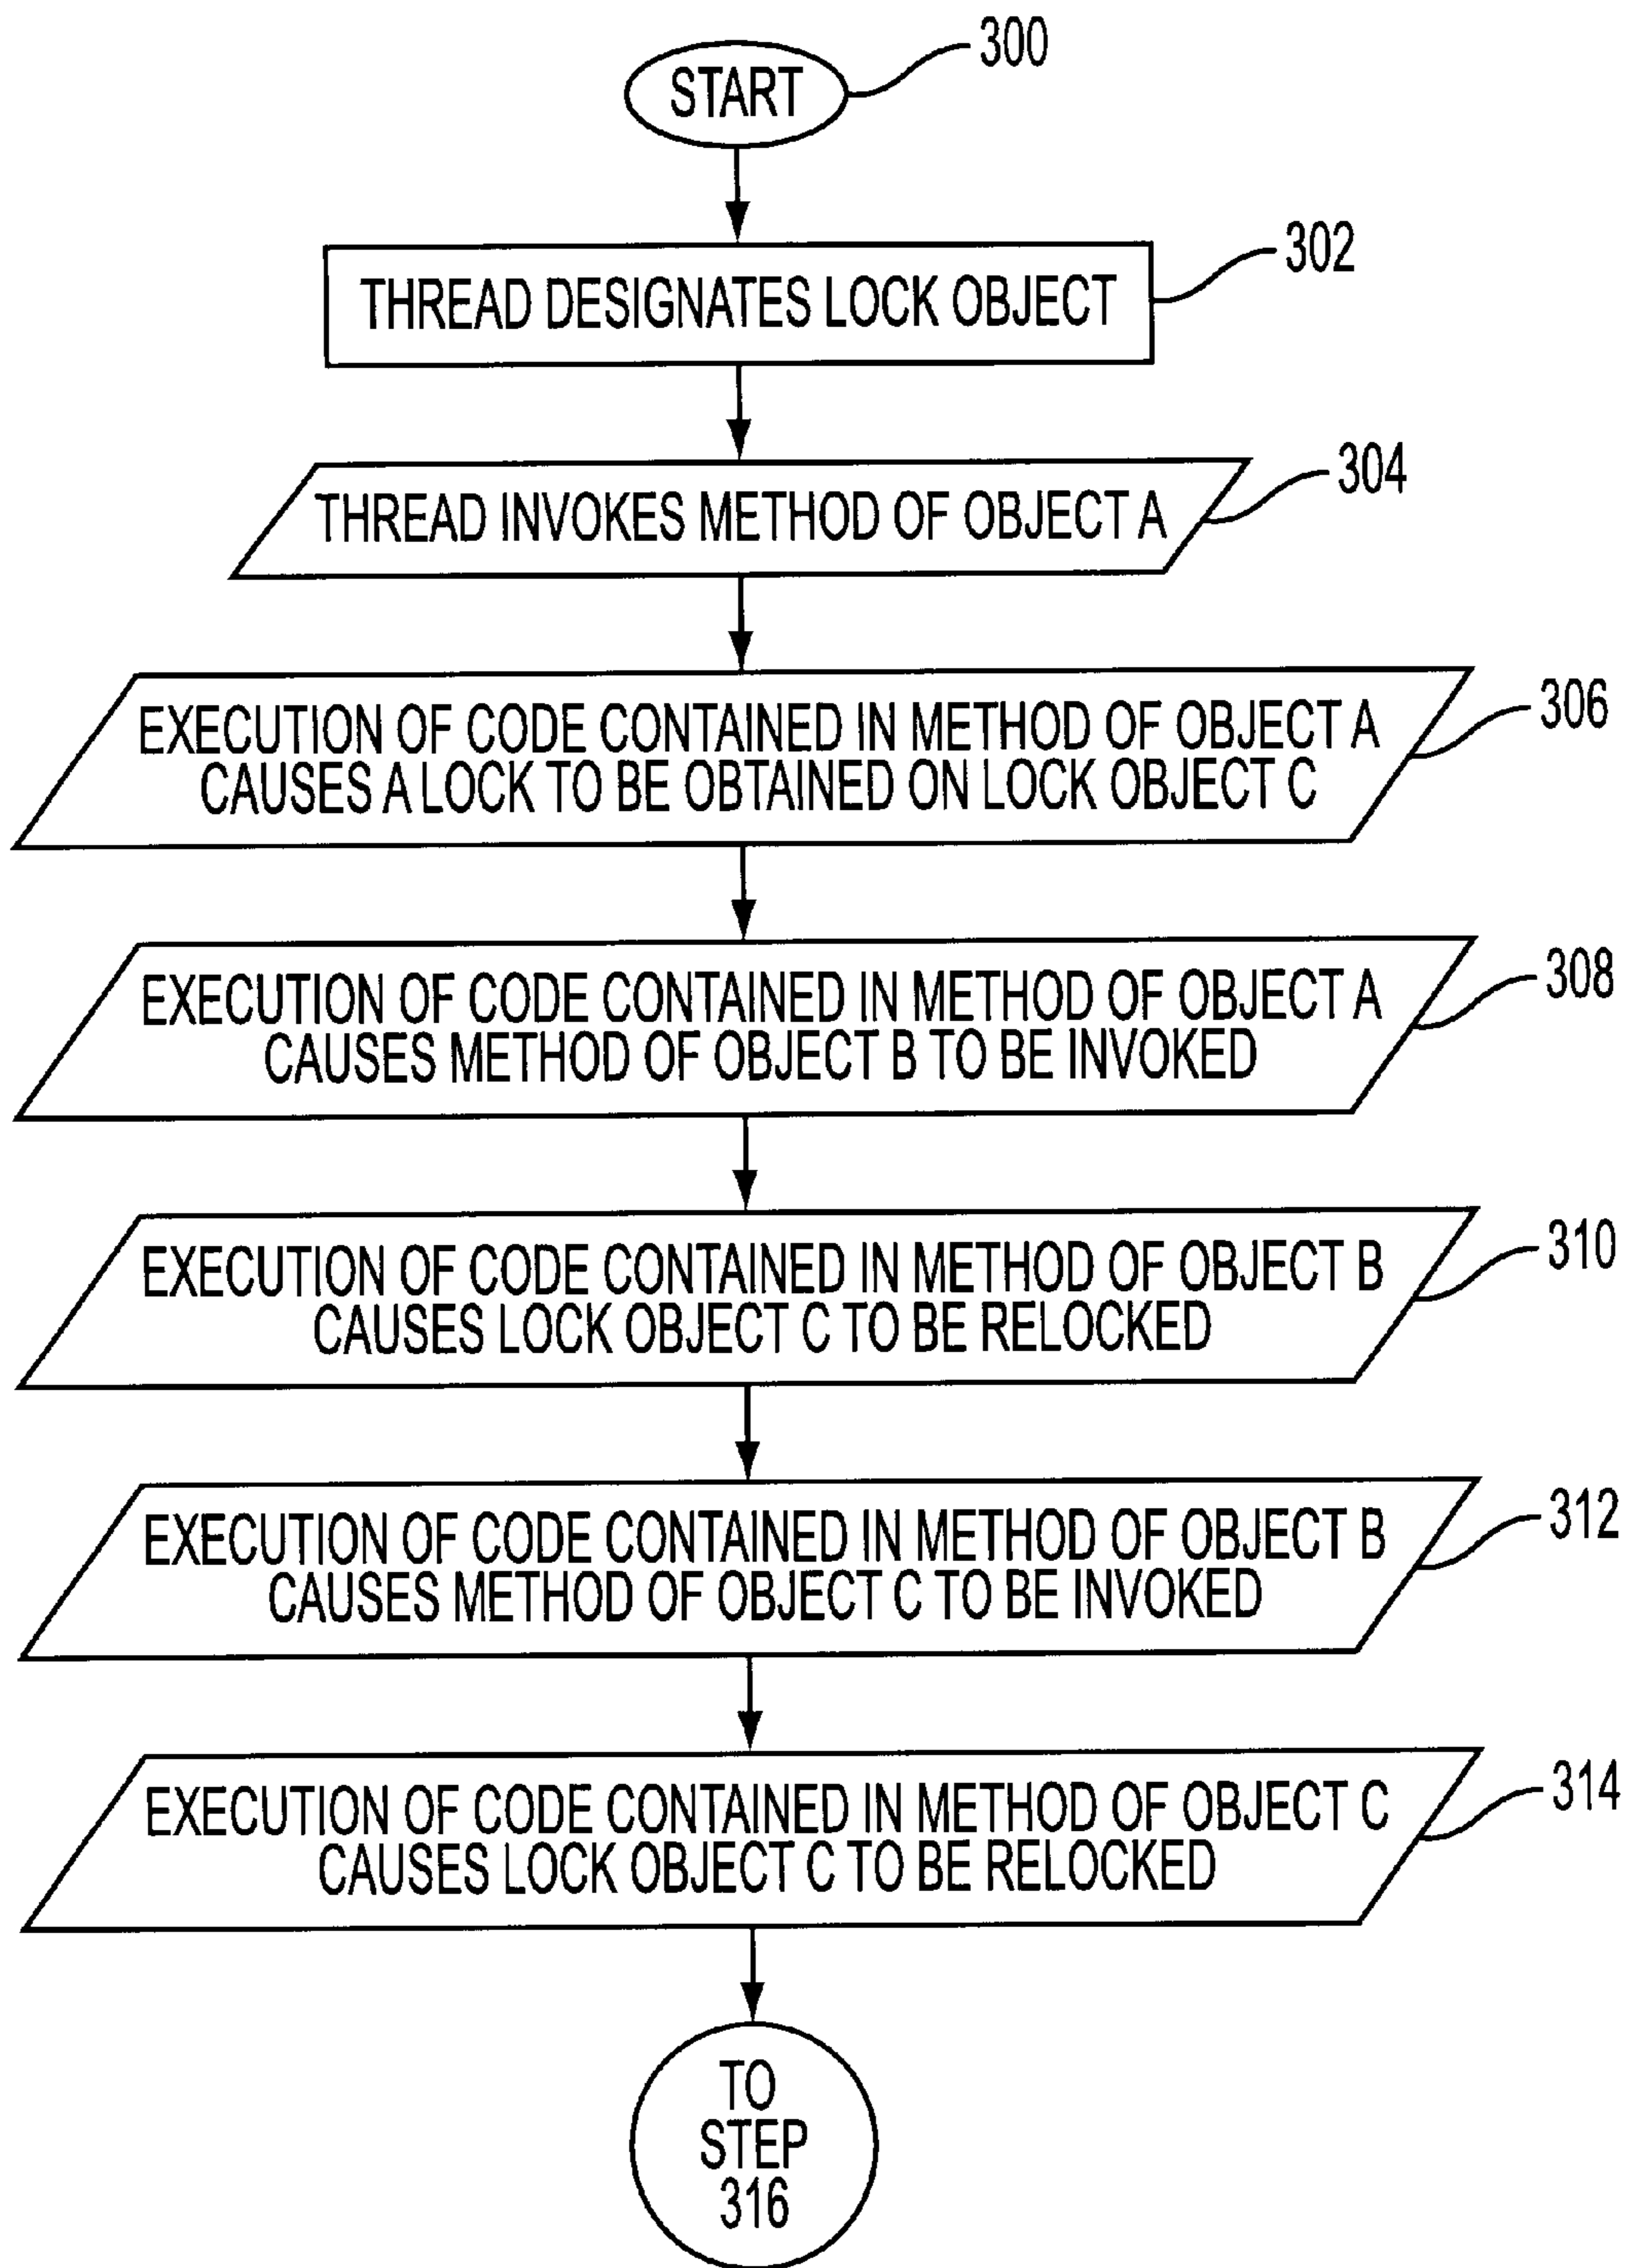 300
START
302
THREAD DESIGNATES LOCK OBJECT
304
THREAD INVOKES METHOD OF OBJECT A
306
EXECUTION OF CODE CONTAINED IN METHOD OF OBJECT A
CAUSES A LOCK TO BE OBTAINED ON LOCK OBJECT C
308
EXECUTION OF CODE CONTAINED IN METHOD OF OBJECT A
CAUSES METHOD OF OBJECT B TO BE INVOKED
310
EXECUTION OF CODE CONTAINED IN METHOD OF OBJECT B
CAUSES LOCK OBJECT C TO BE RELOCKED
312
EXECUTION OF CODE CONTAINED IN METHOD OF OBJECT B
CAUSES METHOD OF OBJECT C TO BE INVOKED
314
EXECUTION OF CODE CONTAINED IN METHOD OF OBJECT C
CAUSES LOCK OBJECT C TO BE RELOCKED
TO
STEP
316